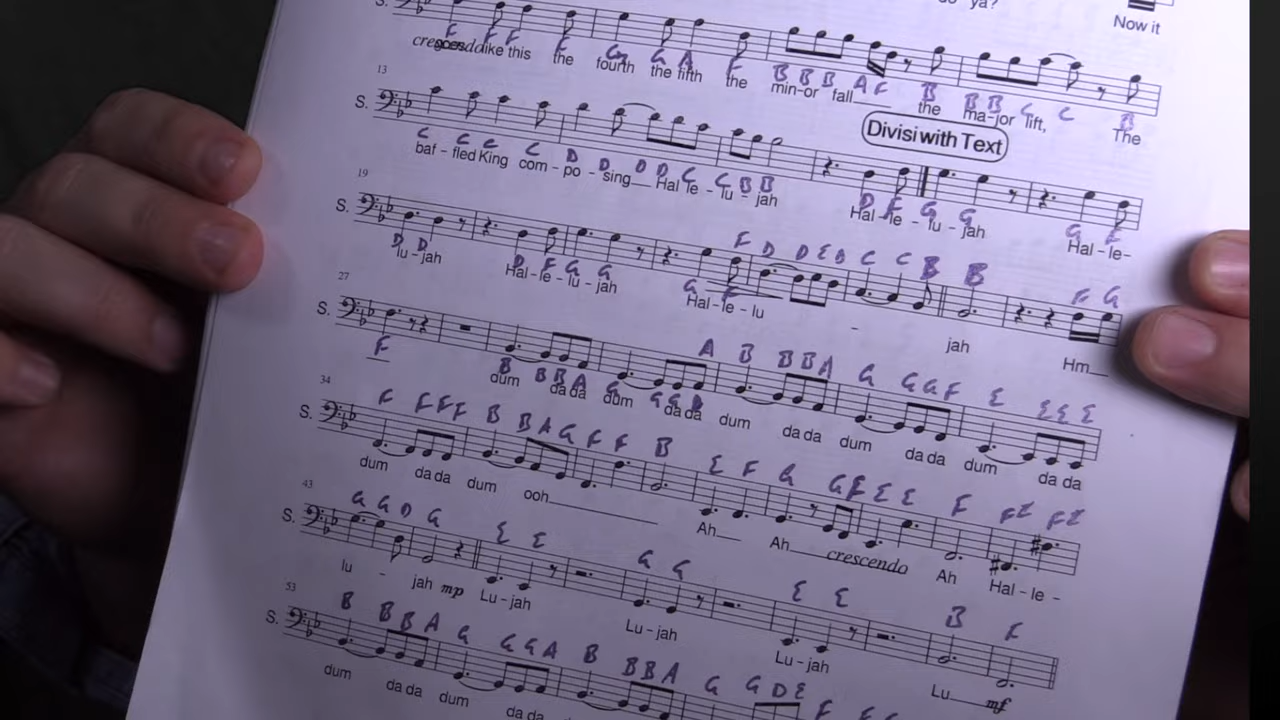 ya?
Now it
S.
F F F F G G A F B B B A F B B B C C B
crescendo like this the fourth the fifth the min-or fall the ma-jor lift, The
13
Divisi with Text
S.
C C C C D D D D C C B B D F G G G F
baf - fled King com - po - sing Hal le - lu - jah Hal - le - lu - jah Hal - le -
19
F D D E D C C B B F G
S.
D D D F G G G F
lu - jah Hal - le - lu - jah Hal - le - lu - jah Hm
27
A B B B A G G G F E E E E
S.
F B B B A G G G B
dum da da dum da da dum da da dum da da dum da da
34
F F F F B B A G F F B E F G G F E E F F# F#
S.
dum da da dum ooh Ah Ah crescendo Ah Hal - le -
43
G G D G E E G G E E B F
S.
lu - jah mp Lu - jah Lu - jah Lu - jah Lu mf
53
B B B A G G G A B B B A G G D E F
S.
dum da da dum da da